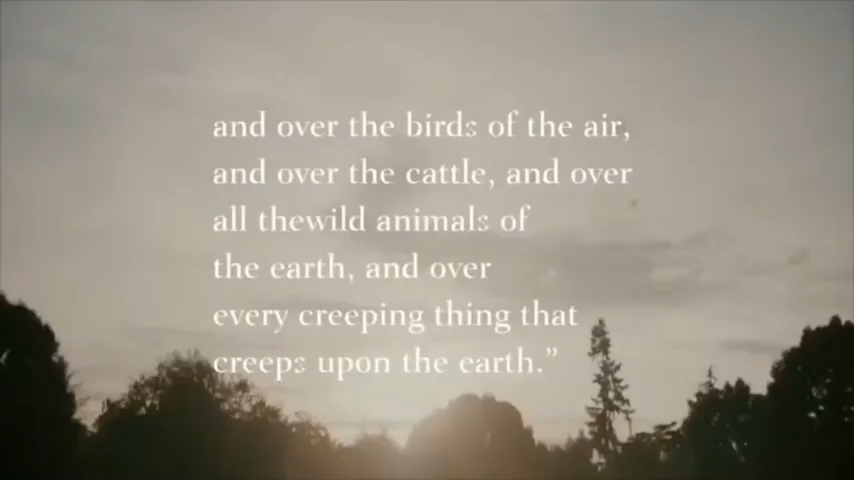 and over the birds of the air,
and over the cattle, and over
all thewild animals of
the earth, and over
every creeping thing that
creeps upon the earth.”